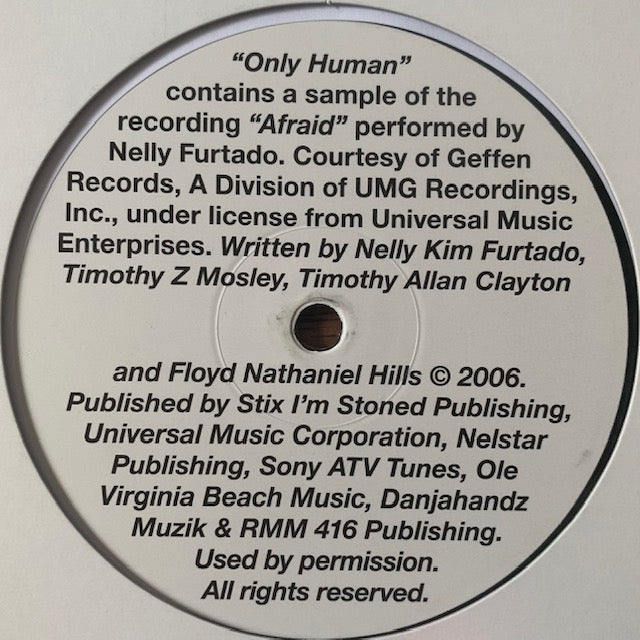 “Only Human”
contains a sample of the
recording “Afraid” performed by
Nelly Furtado. Courtesy of Geffen
Records, A Division of UMG Recordings,
Inc., under license from Universal Music
Enterprises. Written by Nelly Kim Furtado,
Timothy Z Mosley, Timothy Allan Clayton
and Floyd Nathaniel Hills © 2006.
Published by Stix I’m Stoned Publishing,
Universal Music Corporation, Nelstar
Publishing, Sony ATV Tunes, Ole
Virginia Beach Music, Danjahandz
Muzik & RMM 416 Publishing.
Used by permission.
All rights reserved.